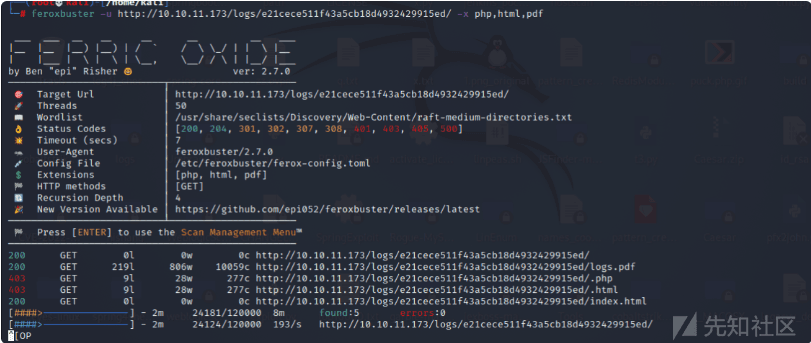 (root㉿kali)-[/home/kali]
# feroxbuster -u http://10.10.11.173/logs/e21cece511f43a5cb18d4932429915ed/ -x php,html,pdf
FERRIC OXIDE
by Ben "epi" Risher 🤓 ver: 2.7.0
🎯 Target Url │ http://10.10.11.173/logs/e21cece511f43a5cb18d4932429915ed/
🚀 Threads │ 50
📖 Wordlist │ /usr/share/seclists/Discovery/Web-Content/raft-medium-directories.txt
👌 Status Codes │ [200, 204, 301, 302, 307, 308, 401, 403, 405, 500]
💥 Timeout (secs) │ 7
🦡 User-Agent │ feroxbuster/2.7.0
💉 Config File │ /etc/feroxbuster/ferox-config.toml
💲 Extensions │ [php, html, pdf]
🏁 HTTP methods │ [GET]
🔃 Recursion Depth │ 4
🎉 New Version Available │ https://github.com/epi052/feroxbuster/releases/latest
🏁 Press [ENTER] to use the Scan Management Menu™
200 GET 0l 0w 0c http://10.10.11.173/logs/e21cece511f43a5cb18d4932429915ed/
200 GET 219l 806w 10059c http://10.10.11.173/logs/e21cece511f43a5cb18d4932429915ed/logs.pdf
403 GET 9l 28w 277c http://10.10.11.173/logs/e21cece511f43a5cb18d4932429915ed/.php
403 GET 9l 28w 277c http://10.10.11.173/logs/e21cece511f43a5cb18d4932429915ed/.html
200 GET 0l 0w 0c http://10.10.11.173/logs/e21cece511f43a5cb18d4932429915ed/index.html
[####>---------------] - 2m 24181/120000 8m found:5 errors:0
[####>---------------] - 2m 24124/120000 193/s http://10.10.11.173/logs/e21cece511f43a5cb18d4932429915ed/
^[OP
先知社区